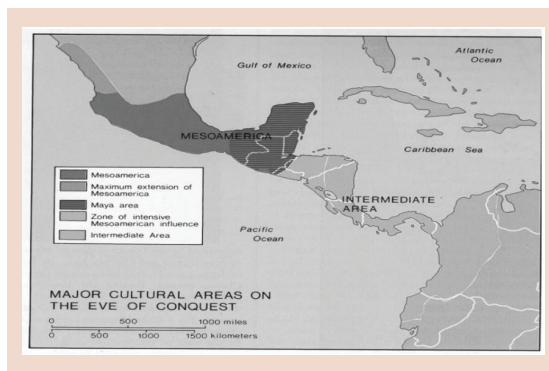 Atlantic
Ocean
Gulf of Mexico
MESOAMERICA
Caribbean Sea
Mesoamerica
Maximum extension of
Mesoamerica
Maya area
Zone of intensive
Mesoamerican influence
Intermediate Area
INTERMEDIATE
AREA
Pacific
Ocean
MAJOR CULTURAL AREAS ON
THE EVE OF CONQUEST
0 500 1000 miles
0 500 1000 1500 kilometers